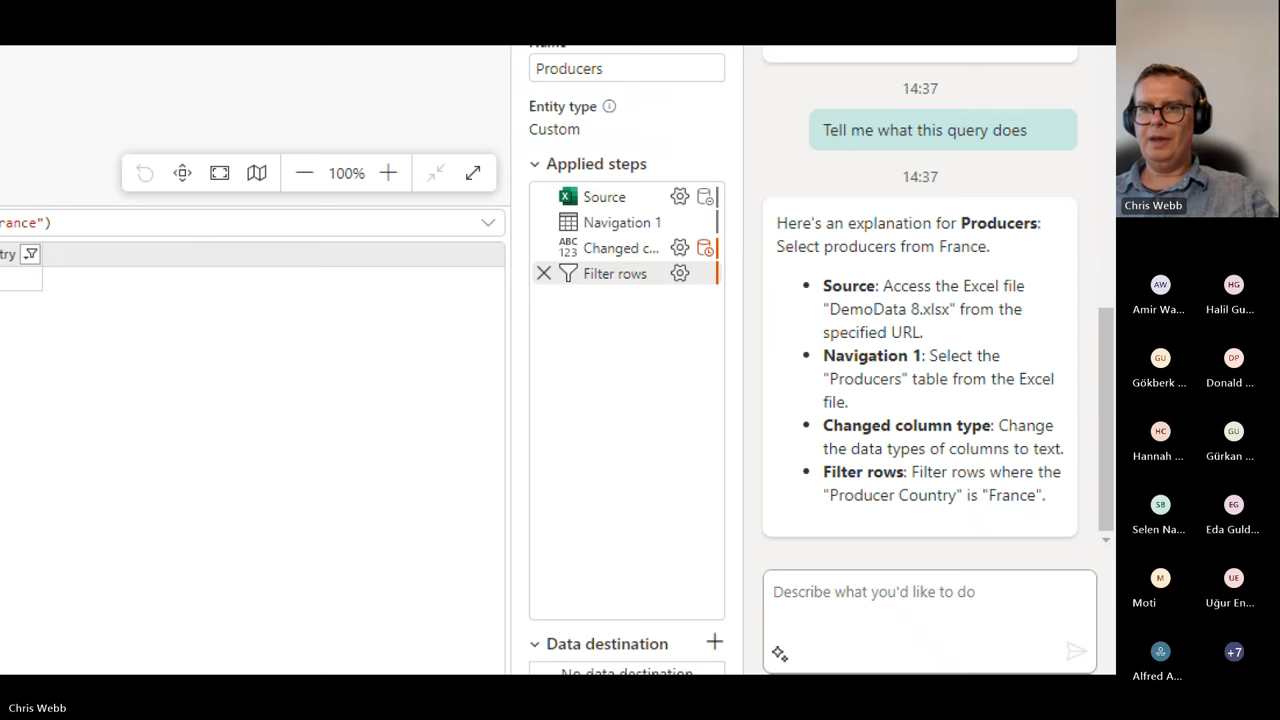 Producers
Entity type
Custom
Applied steps
Source
Navigation 1
ABC
123
Changed c...
Filter rows
Data destination
100%
rance")
try
14:37
Tell me what this query does
14:37
Here's an explanation for Producers:
Select producers from France.
Source: Access the Excel file
"DemoData 8.xlsx" from the
specified URL.
Navigation 1: Select the
"Producers" table from the Excel
file.
Changed column type: Change
the data types of columns to text.
Filter rows: Filter rows where the
"Producer Country" is "France".
Describe what you'd like to do
Chris Webb
AW
Amir Wa...
HG
Halil Gu...
GU
Gökberk ...
DP
Donald ...
HC
Hannah ...
GU
Gürkan ...
SB
Selen Na...
EG
Eda Guld...
M
Moti
UE
Uğur En...
Alfred A...
+7
Chris Webb